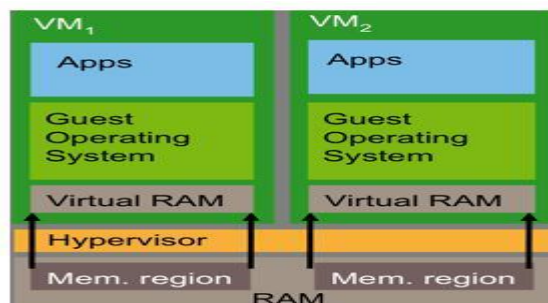 VM1
Apps
Guest
Operating
System
Virtual RAM
VM2
Apps
Guest
Operating
System
Virtual RAM
Hypervisor
Mem. region
Mem. region
RAM